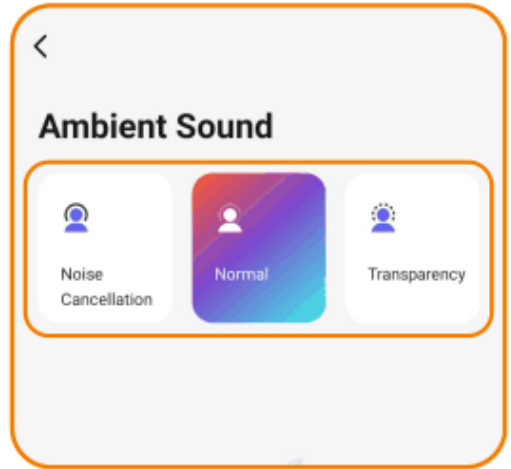 Ambient Sound
Noise
Cancellation
Normal
Transparency